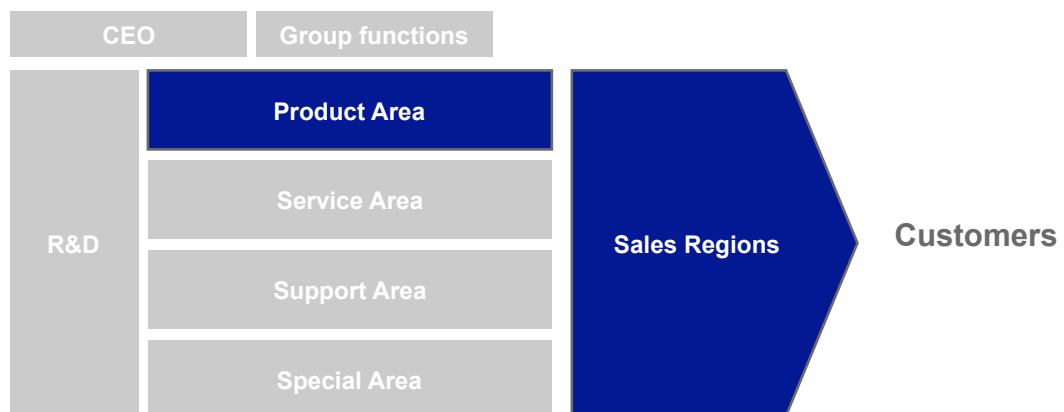 CEO
Group functions
Product Area
Service Area
R&D
Support Area
Special Area
Sales Regions
Customers